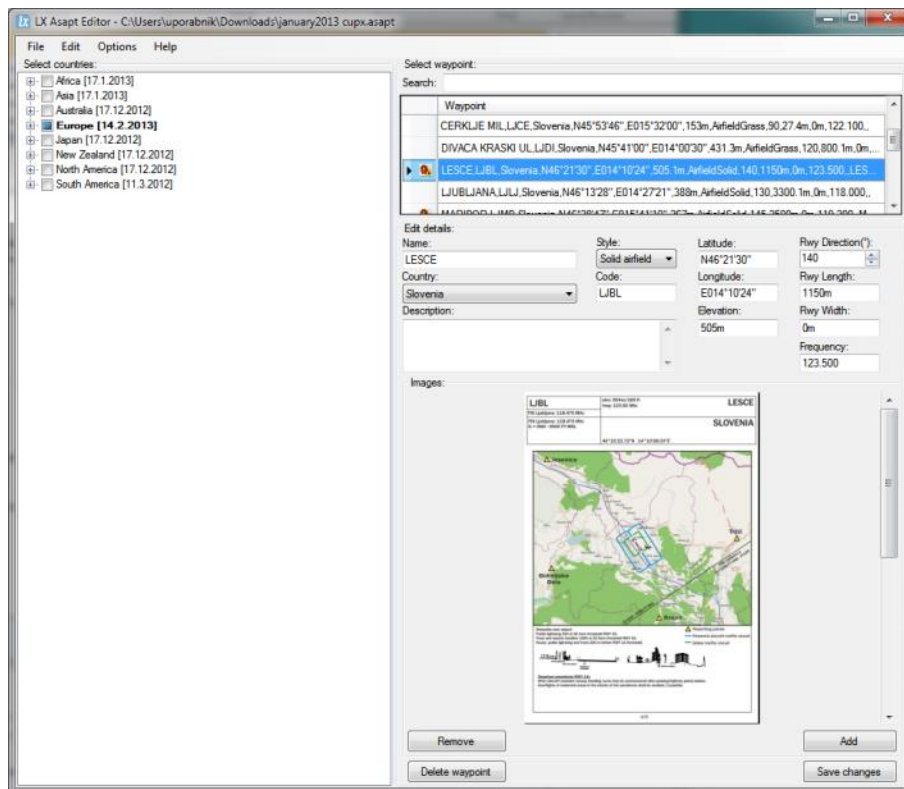 LX Asapt Editor - C:\Users\uporabnik\Downloads\january2013 cupx.asapt
File Edit Options Help
Select countries:
Africa [17.1.2013]
Asia [17.1.2013]
Australia [17.12.2012]
Europe [14.2.2013]
Japan [17.12.2012]
New Zealand [17.12.2012]
North America [17.12.2012]
South America [11.3.2012]
Select waypoint:
Search:
Waypoint
CERKLJE MIL,LJCE,Slovenia,N45°53'46",E015°32'00",153m,AirfieldGrass,90,27.4m,0m,122.100,,
DIVACA KRASKI UL,LJDI,Slovenia,N45°41'00",E014°00'30",431.3m,AirfieldGrass,120,800.1m,0m,...
LESCE,LJBL,Slovenia,N46°21'30",E014°10'24",505.1m,AirfieldSolid,140,1150m,0m,123.500,,LES...
LJUBLJANA,LJLJ,Slovenia,N46°13'28",E014°27'21",388m,AirfieldSolid,130,3300.1m,0m,118.000,,
Edit details:
Name: Style: Latitude: Rwy Direction(°):
LESCE Solid airfield N46°21'30" 140
Country: Code: Longitude: Rwy Length:
Slovenia LJBL E014°10'24" 1150m
Description: Elevation: Rwy Width:
505m 0m
Frequency:
123.500
Images:
LJBL LESCE
SLOVENIA
Remove Add
Delete waypoint Save changes